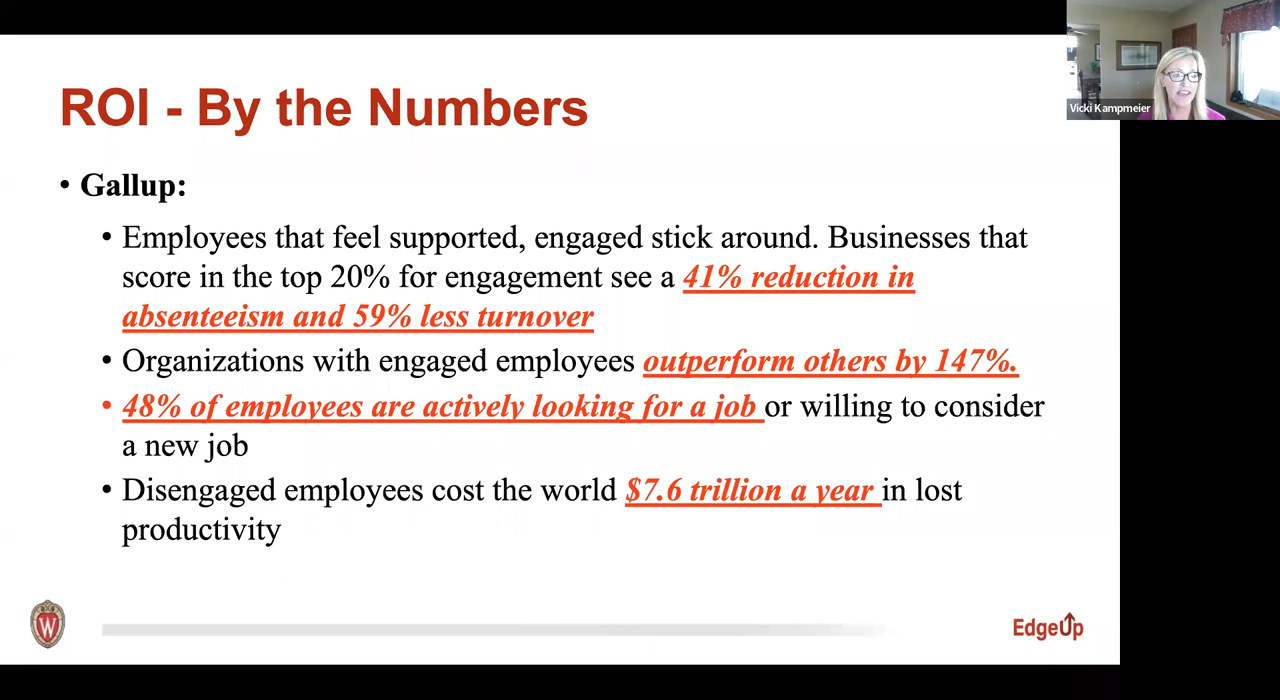 ROI - By the Numbers
Vicki Kampmeier
• Gallup:
• Employees that feel supported, engaged stick around. Businesses that
score in the top 20% for engagement see a 41% reduction in
absenteeism and 59% less turnover
• Organizations with engaged employees outperform others by 147%.
• 48% of employees are actively looking for a job or willing to consider
a new job
• Disengaged employees cost the world $7.6 trillion a year in lost
productivity
W
EdgeUp